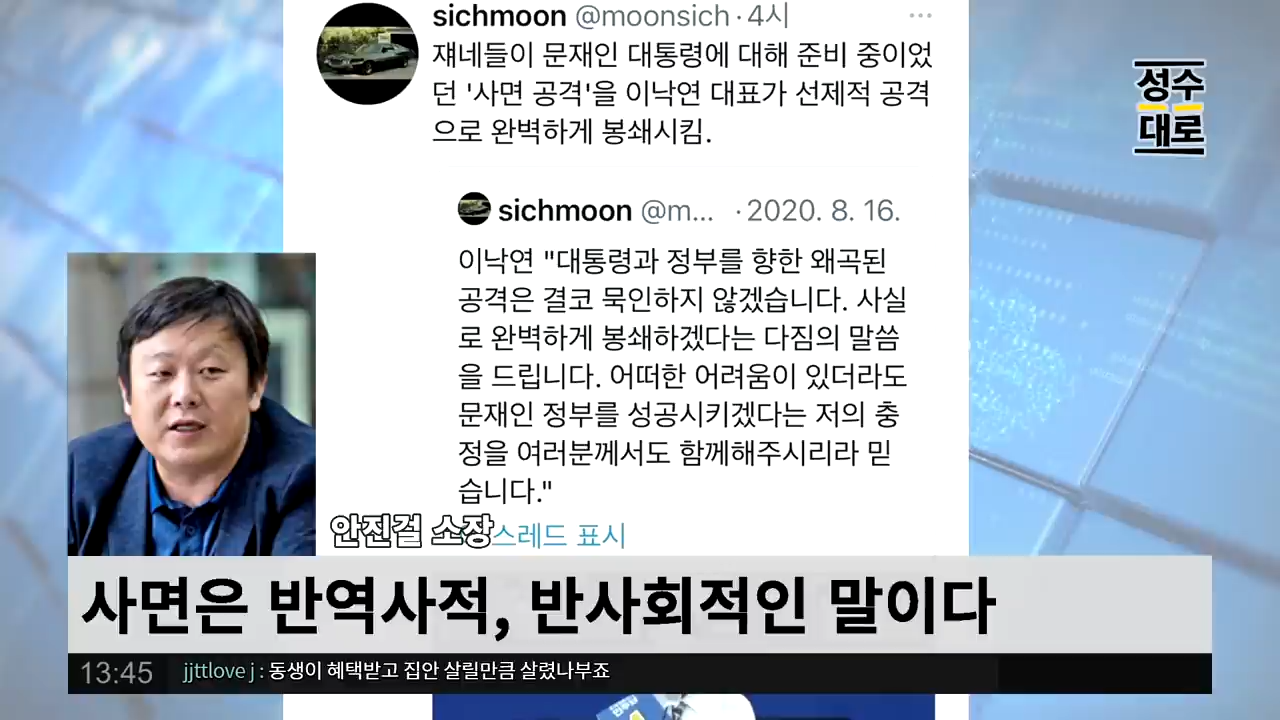 sichmoon @moonsich · 4시 ...
쟤네들이 문재인 대통령에 대해 준비 중이었
던 '사면 공격'을 이낙연 대표가 선제적 공격
으로 완벽하게 봉쇄시킴.
성수
대로
sichmoon @m... · 2020. 8. 16.
이낙연 "대통령과 정부를 향한 왜곡된
공격은 결코 묵인하지 않겠습니다. 사실
로 완벽하게 봉쇄하겠다는 다짐의 말씀
을 드립니다. 어떠한 어려움이 있더라도
문재인 정부를 성공시키겠다는 저의 충
정을 여러분께서도 함께해주시리라 믿
습니다."
안진걸 소장
스레드 표시
사면은 반역사적, 반사회적인 말이다
13:45 jjttlove j : 동생이 혜택받고 집안 살릴만큼 살렸나부죠